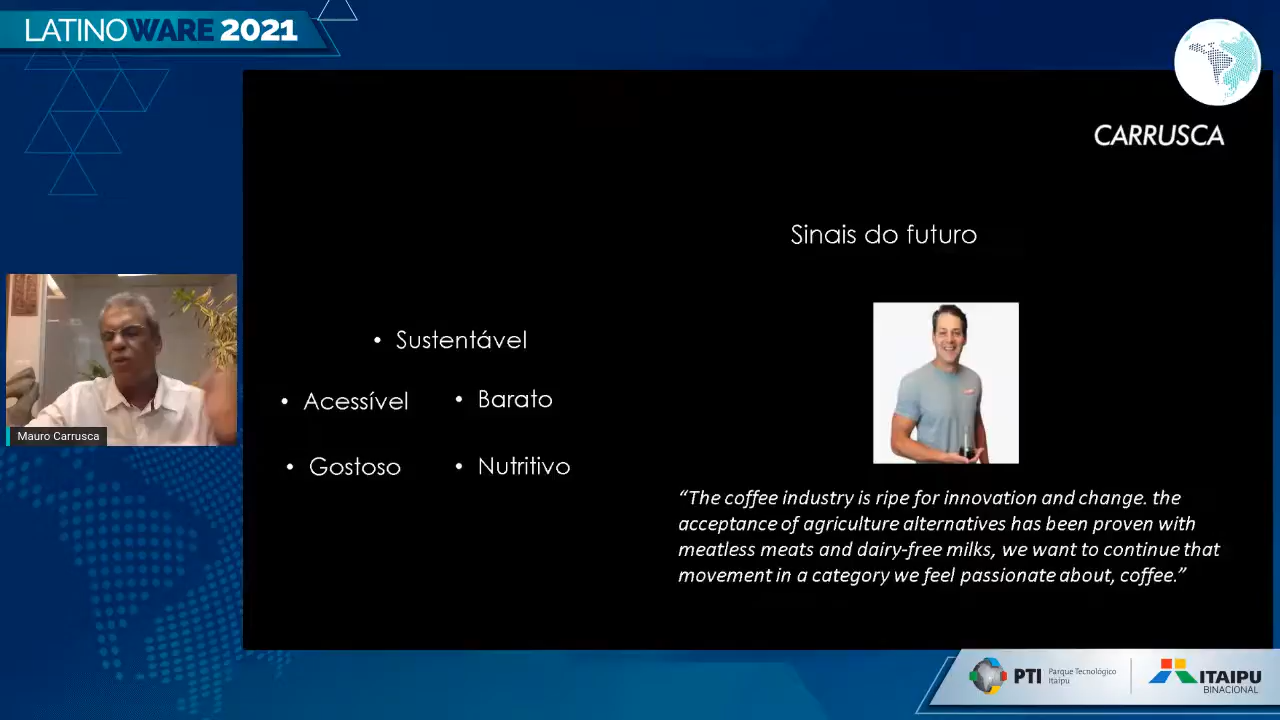 LATINOWARE 2021
CARRUSCA
Sinais do futuro
• Sustentável
• Acessível
• Barato
• Gostoso
• Nutritivo
“The coffee industry is ripe for innovation and change. the
acceptance of agriculture alternatives has been proven with
meatless meats and dairy-free milks, we want to continue that
movement in a category we feel passionate about, coffee.”
Mauro Carrusca
PTI
Parque Tecnológico
Itaipu
ITAIPU
BINACIONAL